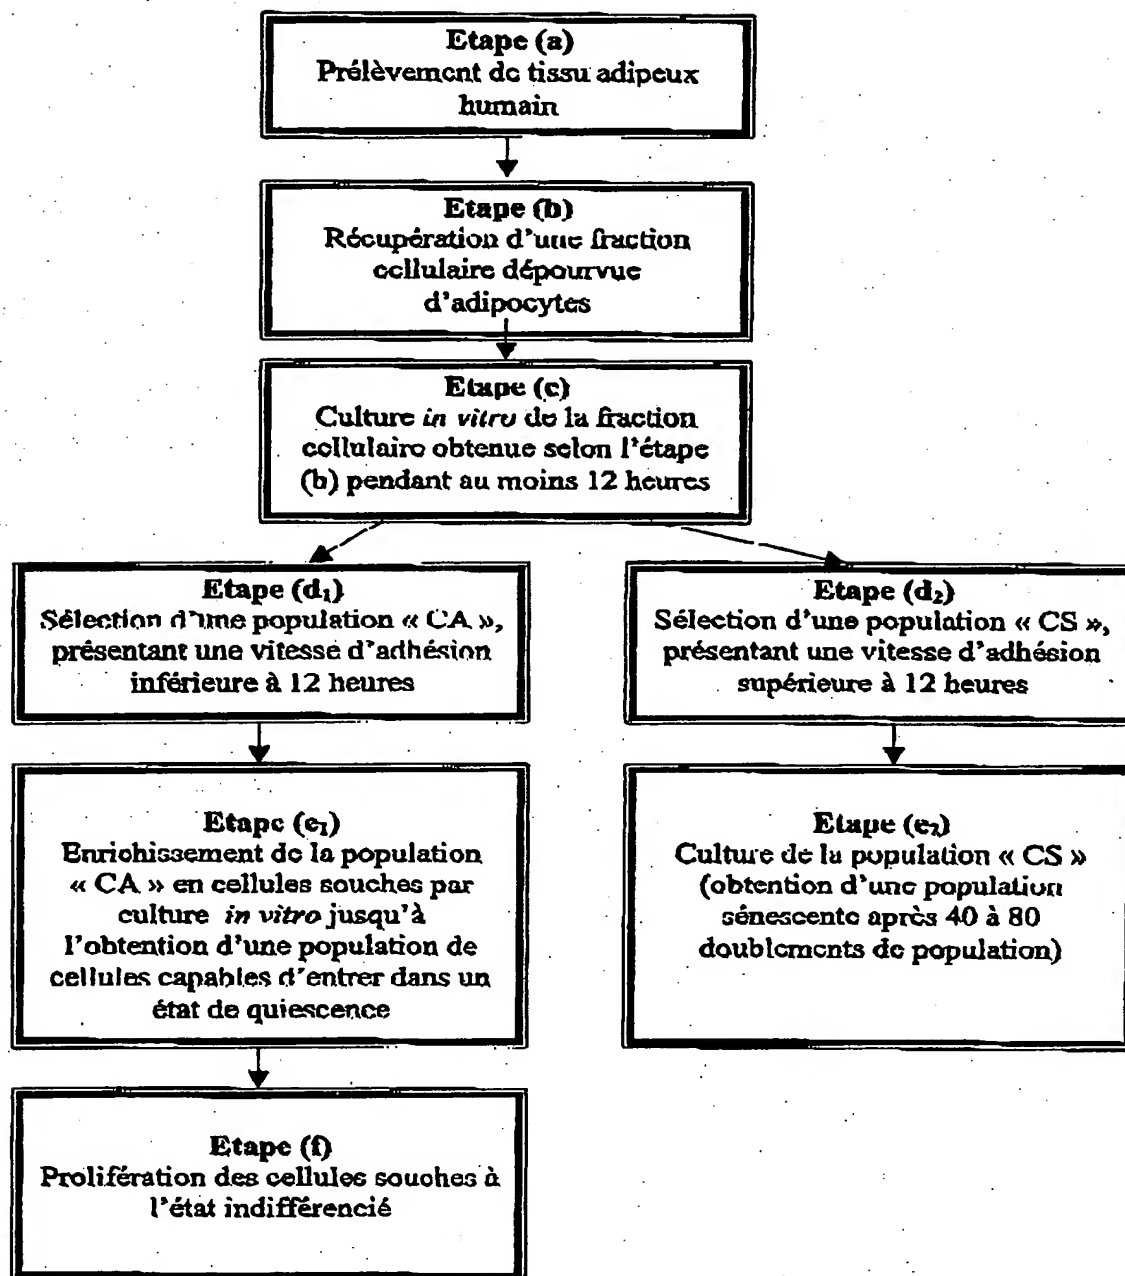 Etape (a)
Prélèvement de tissu adipeux
humain
Etape (b)
Récupération d'une fraction
cellulaire dépourvue
d'adipocytes
Etape (c)
Culture in vitro de la fraction
cellulaire obtenue selon l'étape
(b) pendant au moins 12 heures
Etape (d₁)
Sélection d'une population « CA »,
présentant une vitesse d'adhésion
inférieure à 12 heures
Etape (d₂)
Sélection d'une population « CS »,
présentant une vitesse d'adhésion
supérieure à 12 heures
Etape (e₁)
Enrichissement de la population
« CA » en cellules souches par
culture in vitro jusqu'à
l'obtention d'une population de
cellules capables d'entrer dans un
état de quiescence
Etape (e₂)
Culture de la population « CS »
(obtention d'une population
sénescente après 40 à 80
doublements de population)
Etape (f)
Prolifération des cellules souches à
l'état indifférencié